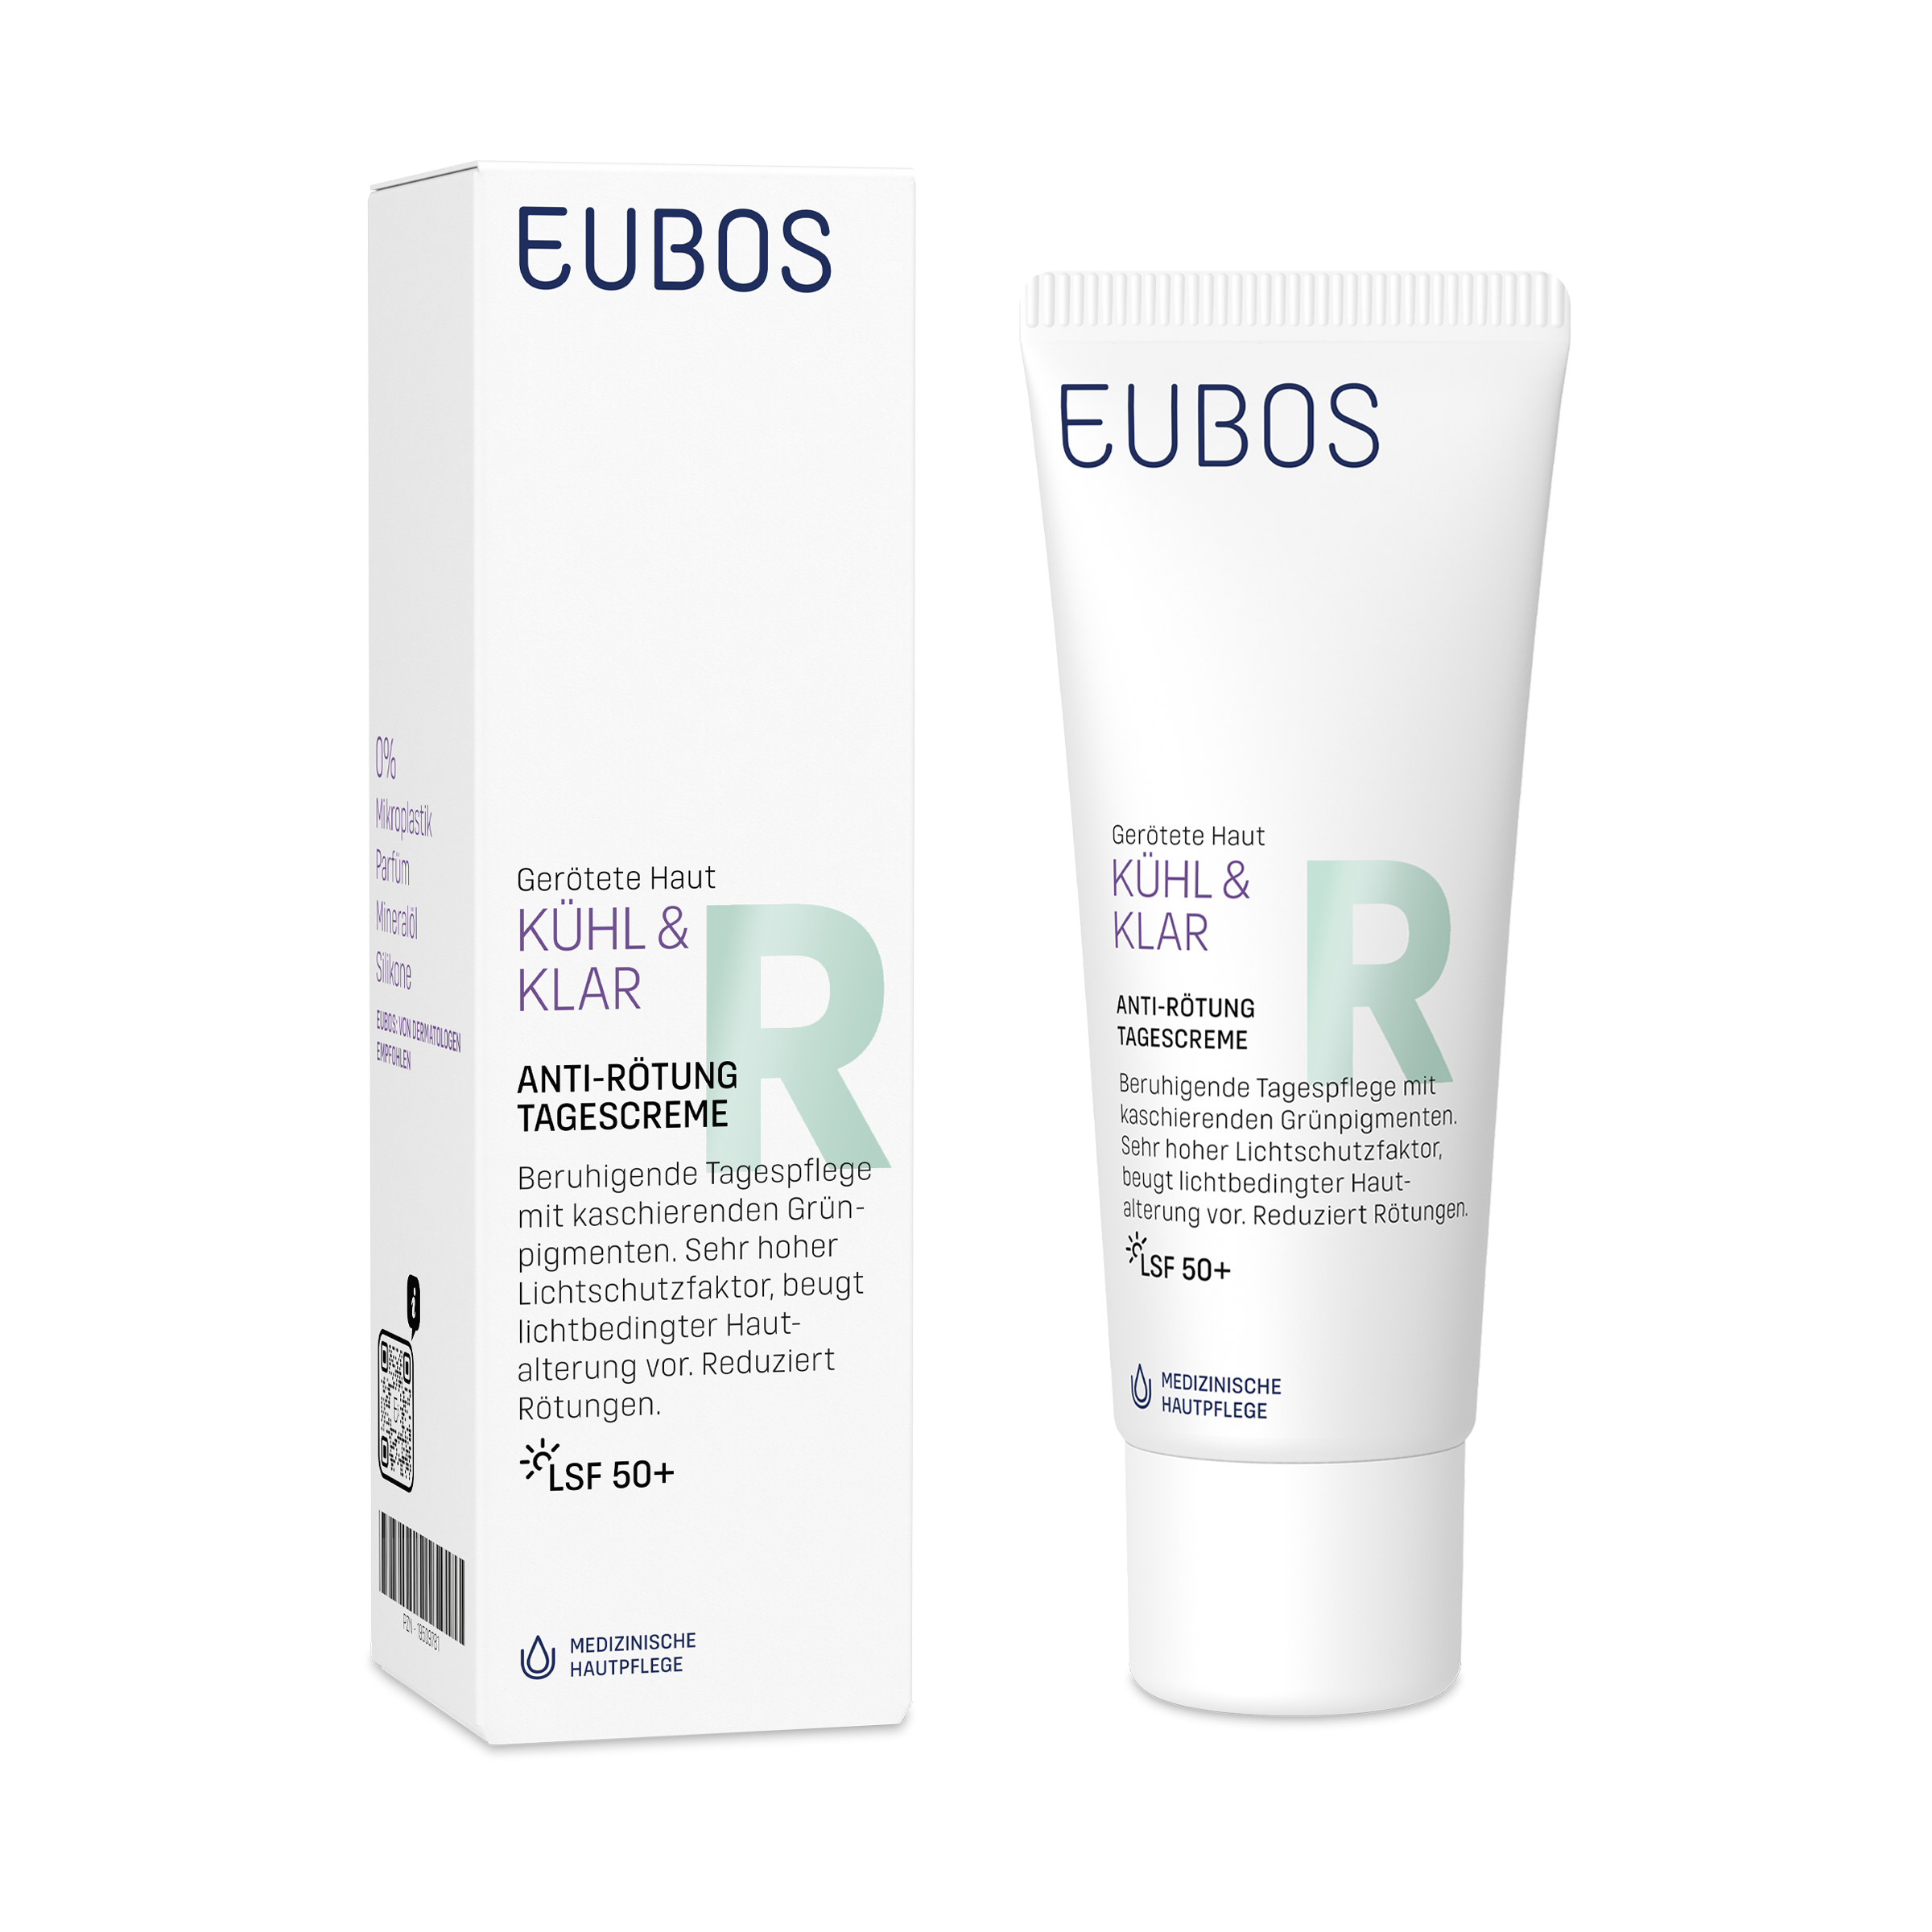 EUBOS
0%
Mikroplastik
Parfüm
Mineralöl
Silikone
EUBOS: VON DERMATOLOGEN
EMPFOHLEN
Gerötete Haut
KÜHL &
KLAR
R
ANTI-RÖTUNG
TAGESCREME
Beruhigende Tagespflege
mit kaschierenden Grün-
pigmenten. Sehr hoher
Lichtschutzfaktor, beugt
lichtbedingter Haut-
alterung vor. Reduziert
Rötungen.
LSF 50+
MEDIZINISCHE
HAUTPFLEGE
i
PZN -
EUBOS
Gerötete Haut
KÜHL &
KLAR
R
ANTI-RÖTUNG
TAGESCREME
Beruhigende Tagespflege mit
kaschierenden Grünpigmenten.
Sehr hoher Lichtschutzfaktor,
beugt lichtbedingter Haut-
alterung vor. Reduziert Rötungen.
LSF 50+
MEDIZINISCHE
HAUTPFLEGE